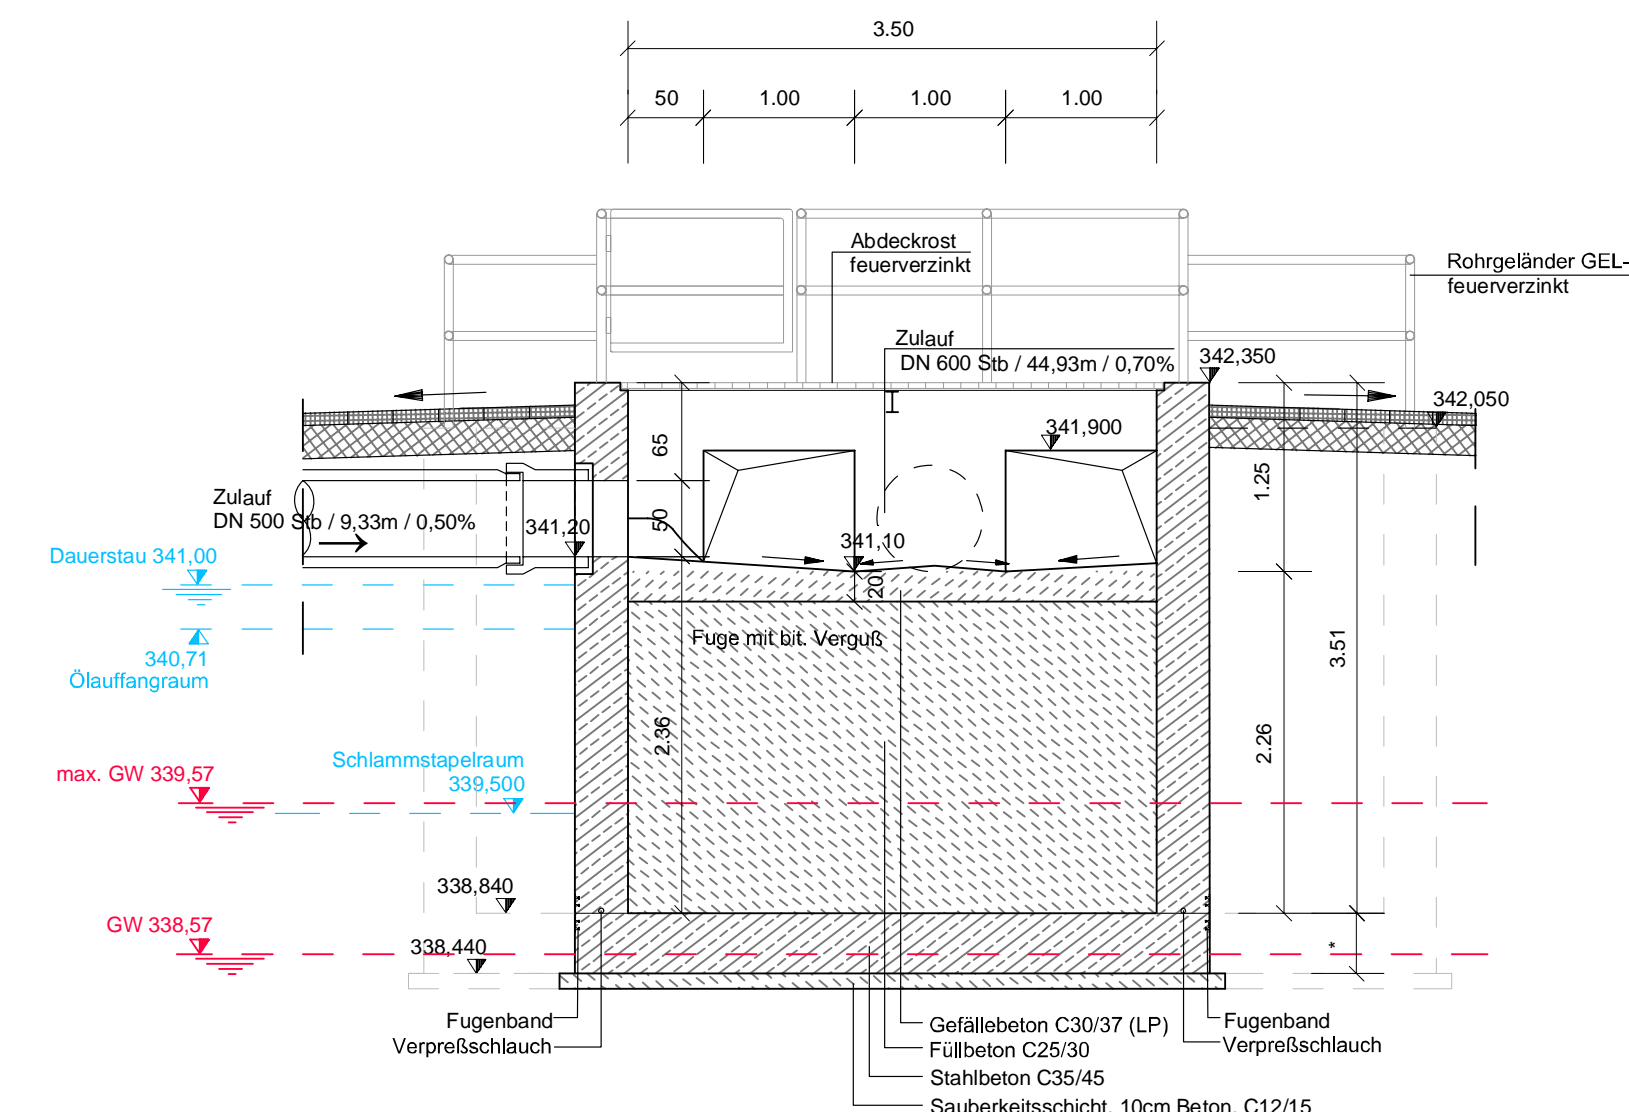 3.50
50
1.00
1.00
1.00
Abdeckrost
feuerverzinkt
Rohrgeländer GEL-
feuerverzinkt
Zulauf
DN 600 Stb / 44,93m / 0,70%
342,350
342,050
341,900
65
1.25
Zulauf
DN 500 Stb / 9,33m / 0,50%
341,20
50
341,10
Dauerstau 341,00
20
Fuge mit bit. Verguß
340,71
Ölauffangraum
3.51
2.36
2.26
Schlammstapelraum
339,500
max. GW 339,57
338,840
GW 338,57
338,440
*
Fugenband
Verpreßschlauch
Gefällebeton C30/37 (LP)
Füllbeton C25/30
Stahlbeton C35/45
Sauberkeitsschicht, 10cm Beton, C12/15
Fugenband
Verpreßschlauch